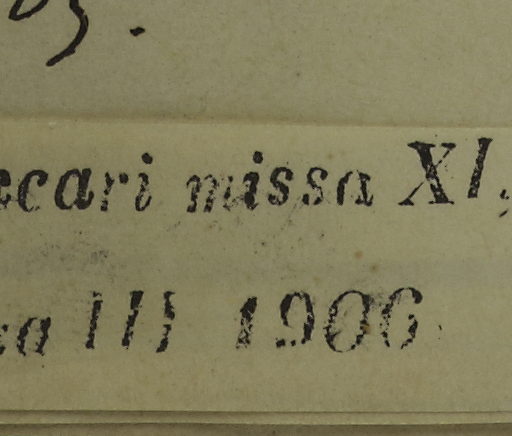 ecari missa XI,
a III 1906